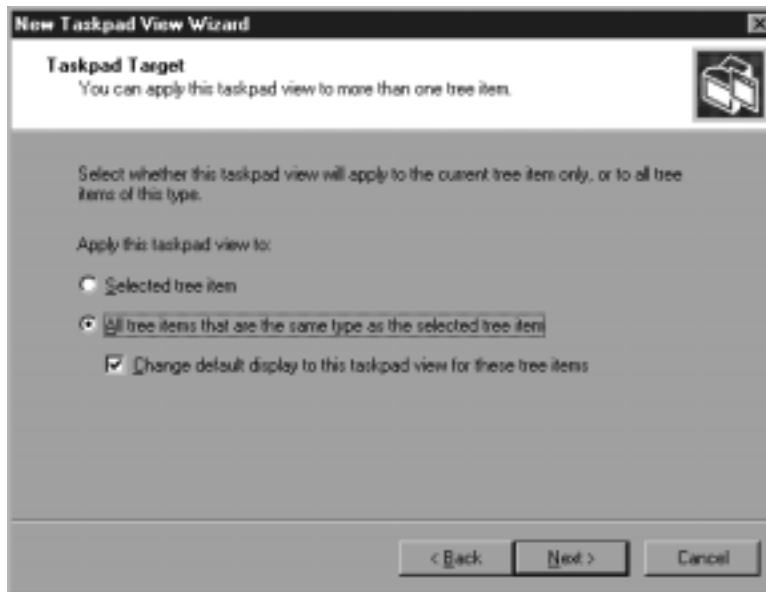 New Taskpad View Wizard
Taskpad Target
You can apply this taskpad view to more than one tree item.
Select whether this taskpad view will apply to the current tree item only, or to all tree
items of this type.
Apply this taskpad view to:
Selected tree item
All tree items that are the same type as the selected tree item
Change default display to this taskpad view for these tree items
< Back
Next >
Cancel